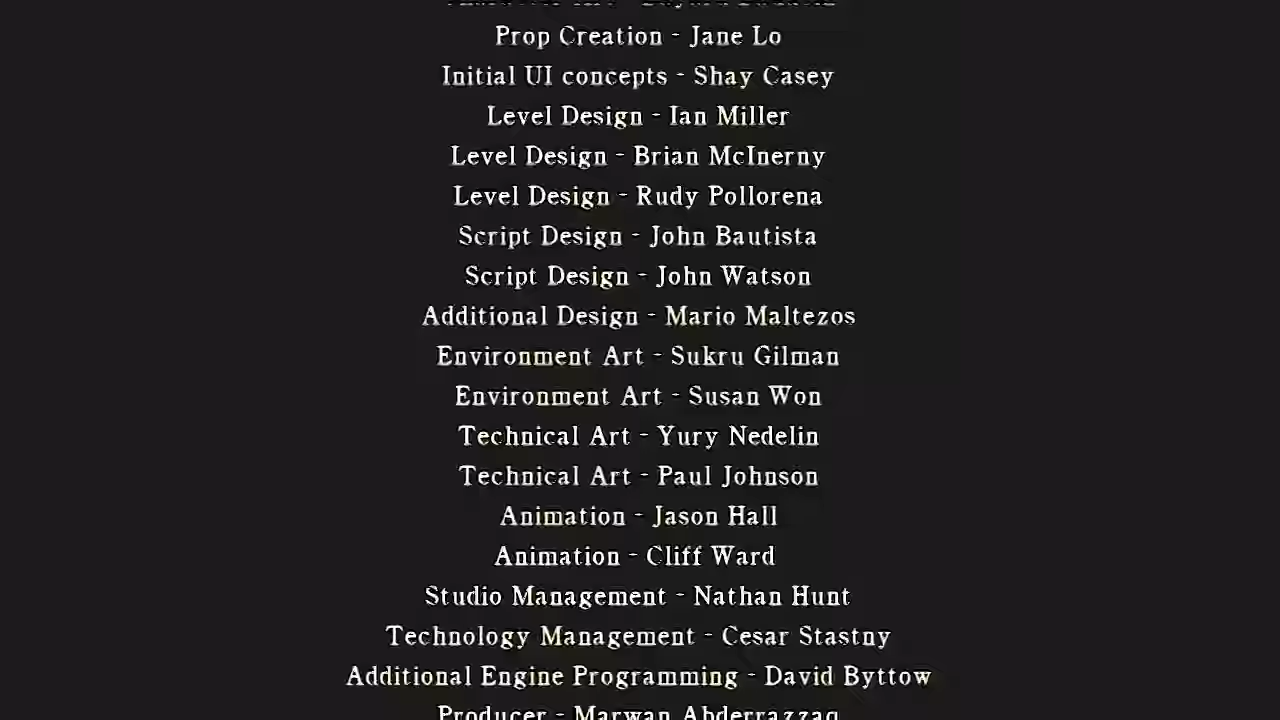 Prop Creation - Jane Lo
Initial UI concepts - Shay Casey
Level Design - Ian Miller
Level Design - Brian McInerny
Level Design - Rudy Pollorena
Script Design - John Bautista
Script Design - John Watson
Additional Design - Mario Maltezos
Environment Art - Sukru Gilman
Environment Art - Susan Won
Technical Art - Yury Nedelin
Technical Art - Paul Johnson
Animation - Jason Hall
Animation - Cliff Ward
Studio Management - Nathan Hunt
Technology Management - Cesar Stastny
Additional Engine Programming - David Byttow
Producer - Marwan Abderrazzaq